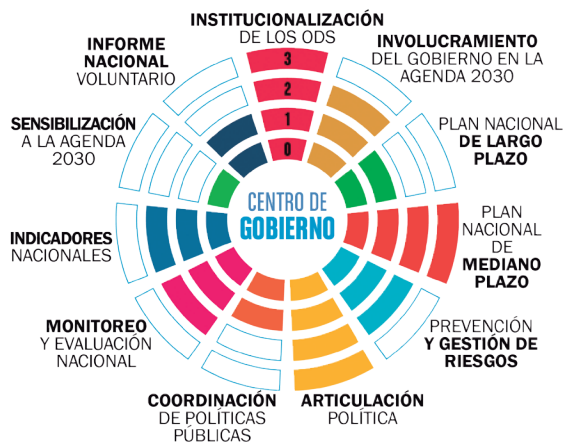 INSTITUCIONALIZACIÓN
DE LOS ODS
INVOLUCRAMIENTO
DEL GOBIERNO EN LA
AGENDA 2030
PLAN NACIONAL
DE LARGO
PLAZO
PLAN
NACIONAL
DE
MEDIANO
PLAZO
PREVENCIÓN
Y GESTIÓN DE
RIESGOS
ARTICULACIÓN
POLÍTICA
COORDINACIÓN
DE POLÍTICAS
PÚBLICAS
MONITOREO
Y EVALUACIÓN
NACIONAL
INDICADORES
NACIONALES
SENSIBILIZACIÓN
A LA AGENDA
2030
INFORME
NACIONAL
VOLUNTARIO
3
2
1
0
CENTRO DE
GOBIERNO